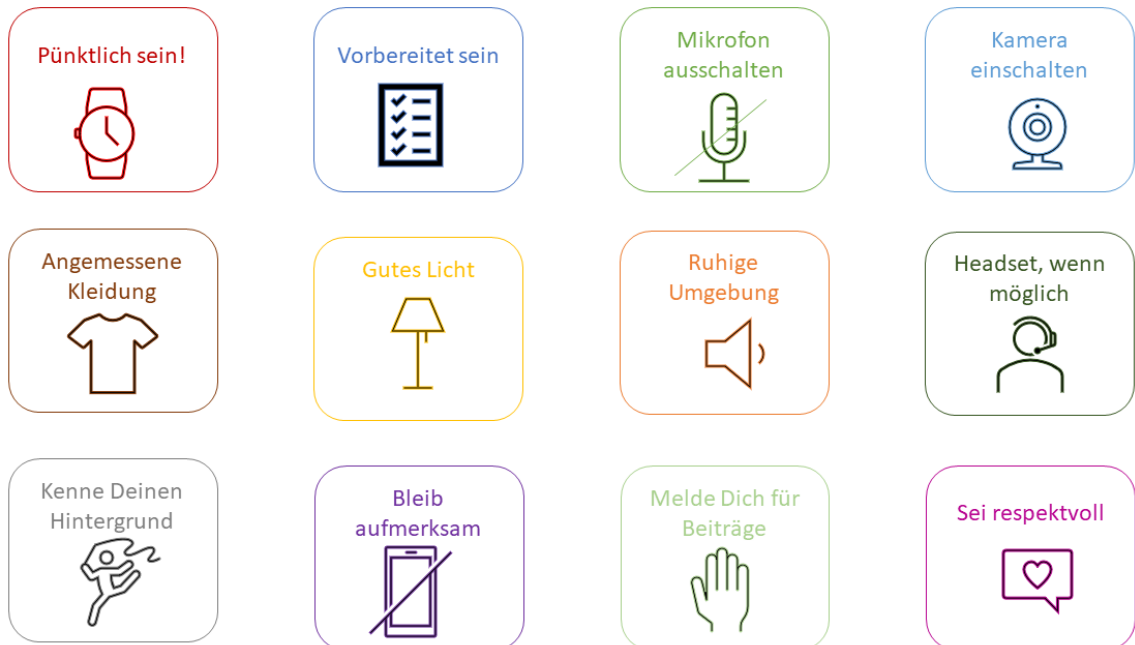 Pünktlich sein!
Vorbereitet sein
Mikrofon
ausschalten
Kamera
einschalten
Angemessene
Kleidung
Gutes Licht
Ruhige
Umgebung
Headset, wenn
möglich
Kenne Deinen
Hintergrund
Bleib
aufmerksam
Melde Dich für
Beiträge
Sei respektvoll